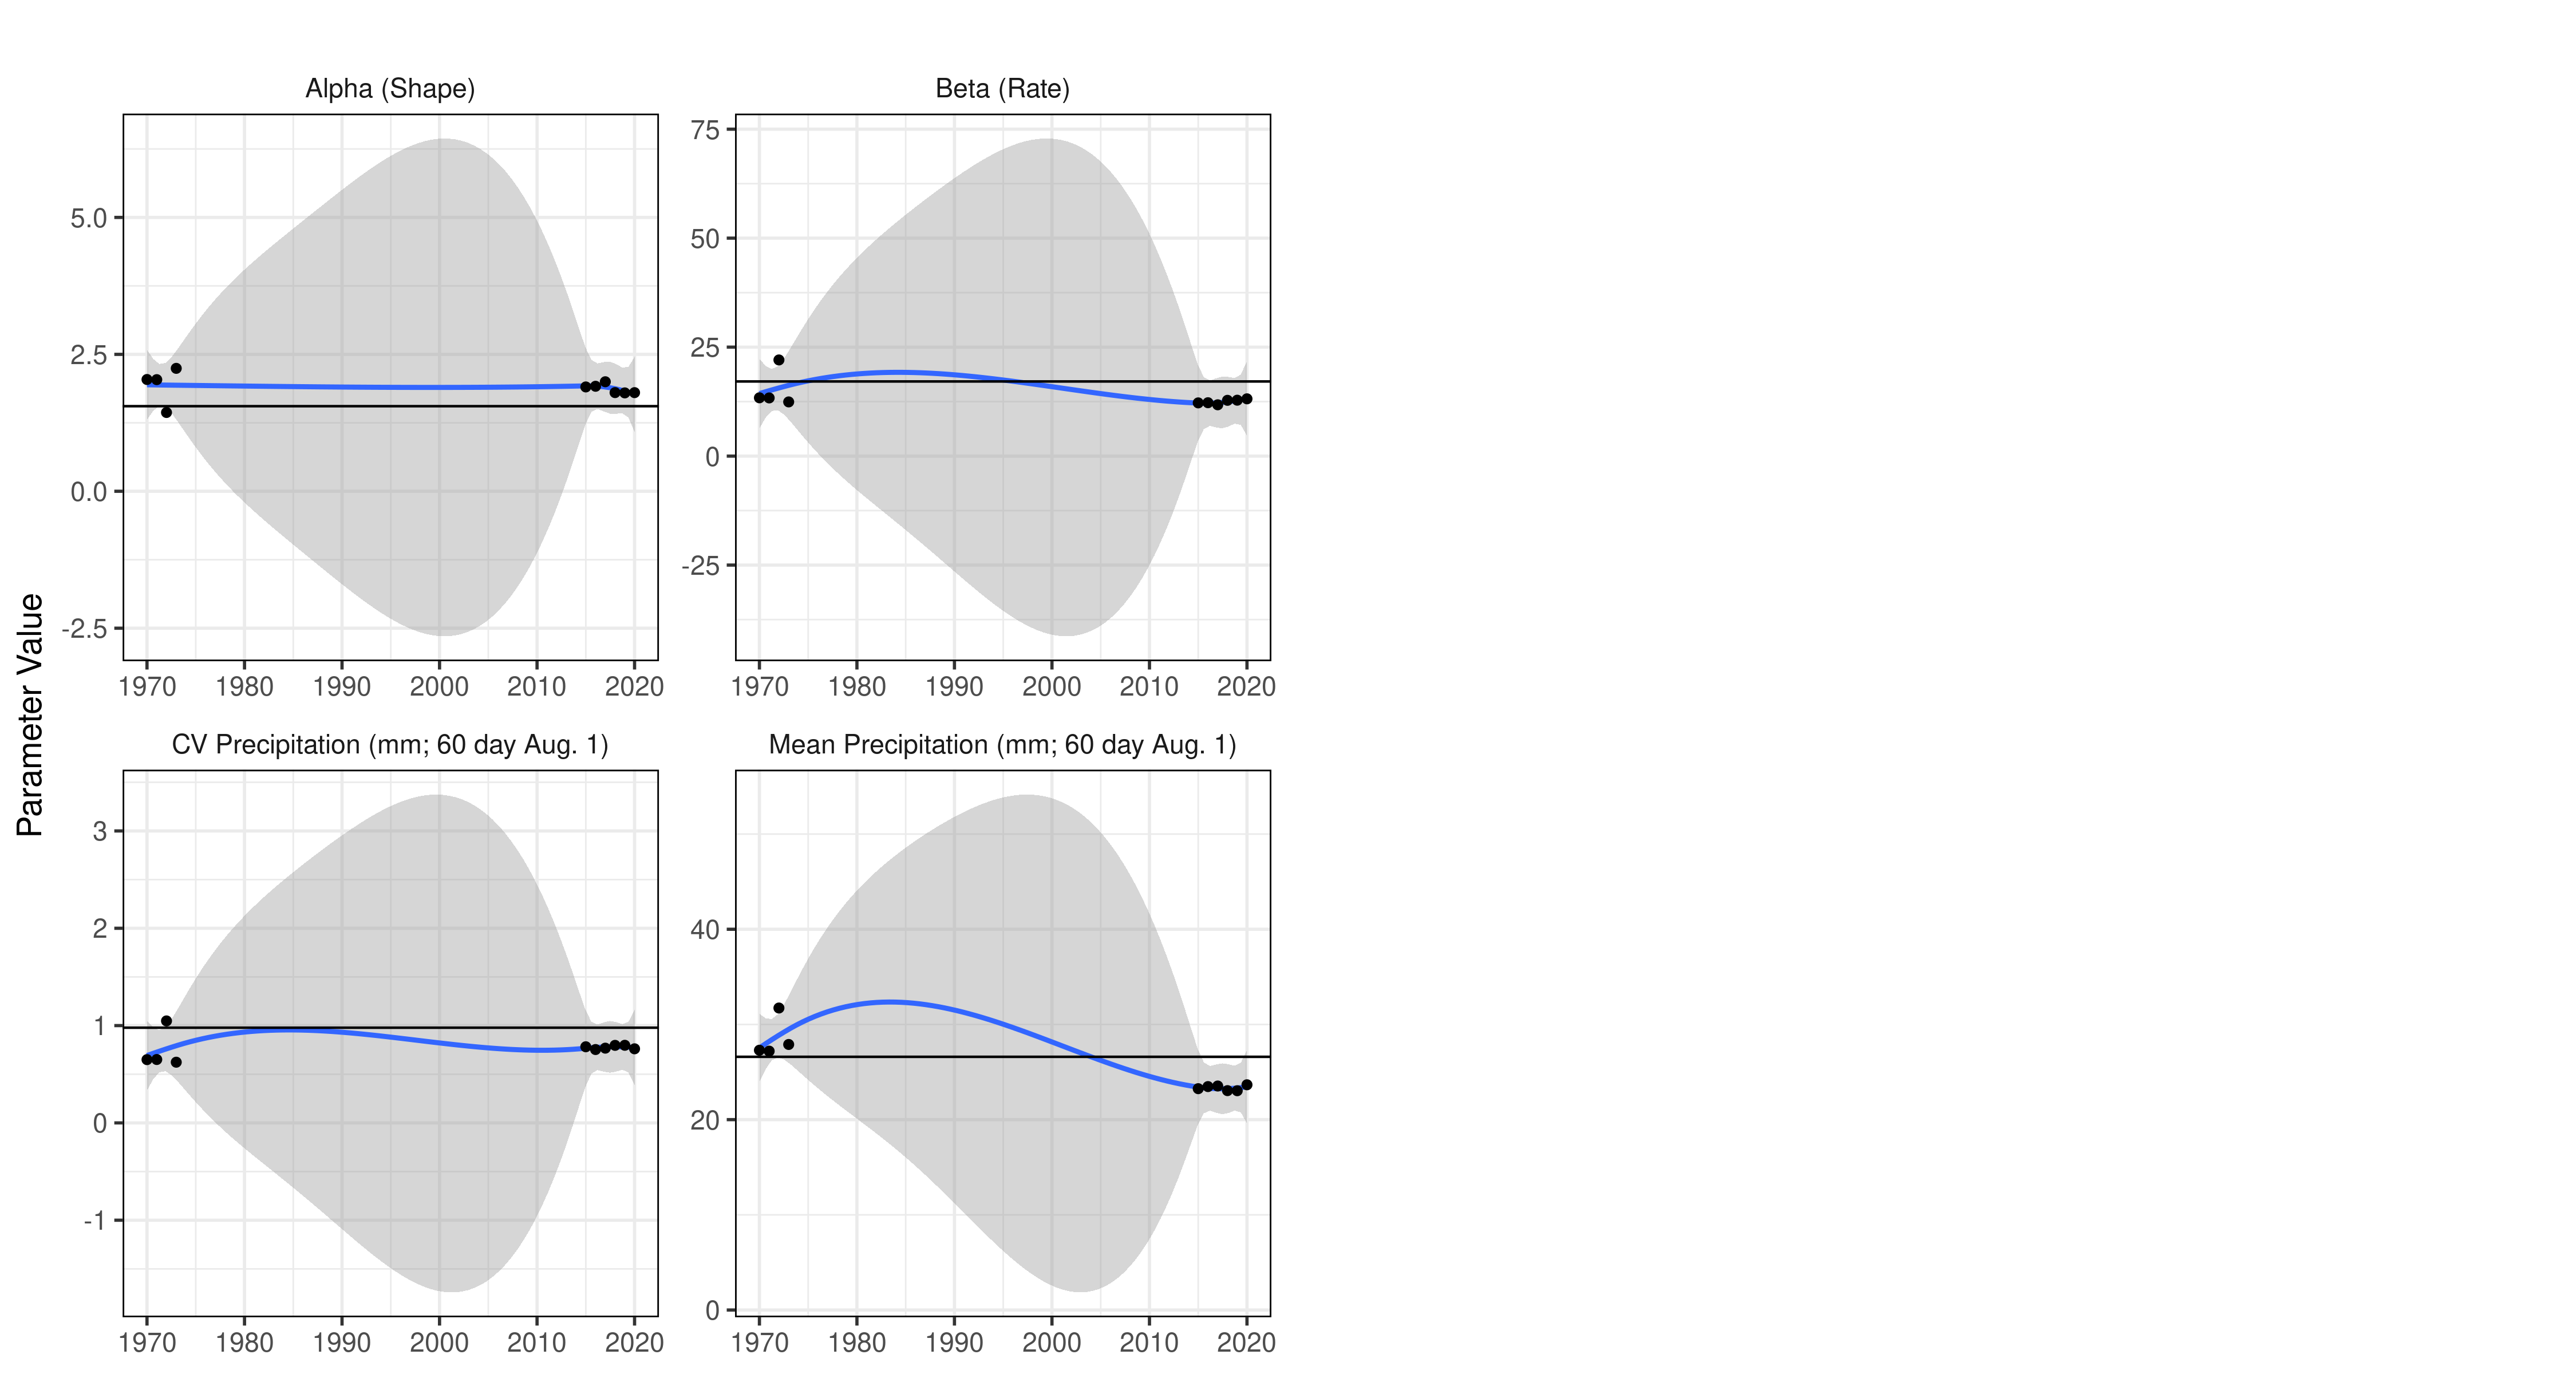 Parameter Value
Alpha (Shape)
5.0
2.5
0.0
-2.5
1970 1980 1990 2000 2010 2020
Beta (Rate)
75
50
25
0
-25
1970 1980 1990 2000 2010 2020
CV Precipitation (mm; 60 day Aug. 1)
3
2
1
0
-1
1970 1980 1990 2000 2010 2020
Mean Precipitation (mm; 60 day Aug. 1)
40
20
0
1970 1980 1990 2000 2010 2020